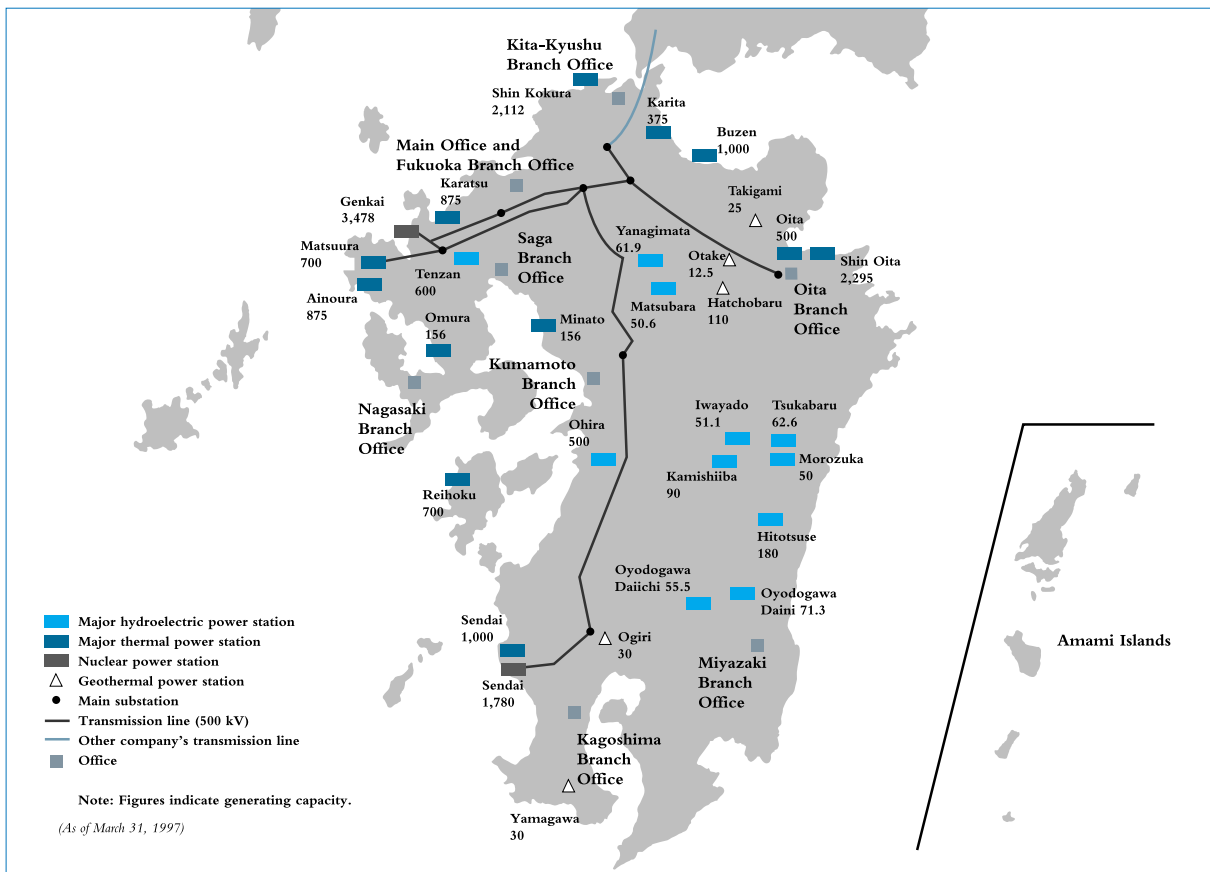 Kita-Kyushu
Branch Office
Shin Kokura
2,112
Karita
375
Buzen
1,000
Main Office and
Fukuoka Branch Office
Karatsu
875
Genkai
3,478
Takigami
25
Oita
500
Matsuura
700
Saga
Branch
Office
Yanagimata
61.9
Otake
12.5
Shin Oita
2,295
Tenzan
600
Ainoura
875
Matsubara
50.6
Hatchobaru
110
Oita
Branch
Office
Omura
156
Minato
156
Kumamoto
Branch
Office
Nagasaki
Branch
Office
Iwayado
51.1
Tsukabaru
62.6
Ohira
500
Kamishiiba
90
Morozuka
50
Reihoku
700
Hitotsuse
180
Oyodogawa
Daiichi 55.5
Oyodogawa
Daini 71.3
Sendai
1,000
Ogiri
30
Sendai
1,780
Miyazaki
Branch
Office
Kagoshima
Branch
Office
Yamagawa
30
Amami Islands
Major hydroelectric power station
Major thermal power station
Nuclear power station
Geothermal power station
Main substation
Transmission line (500 kV)
Other company's transmission line
Office
Note: Figures indicate generating capacity.
(As of March 31, 1997)